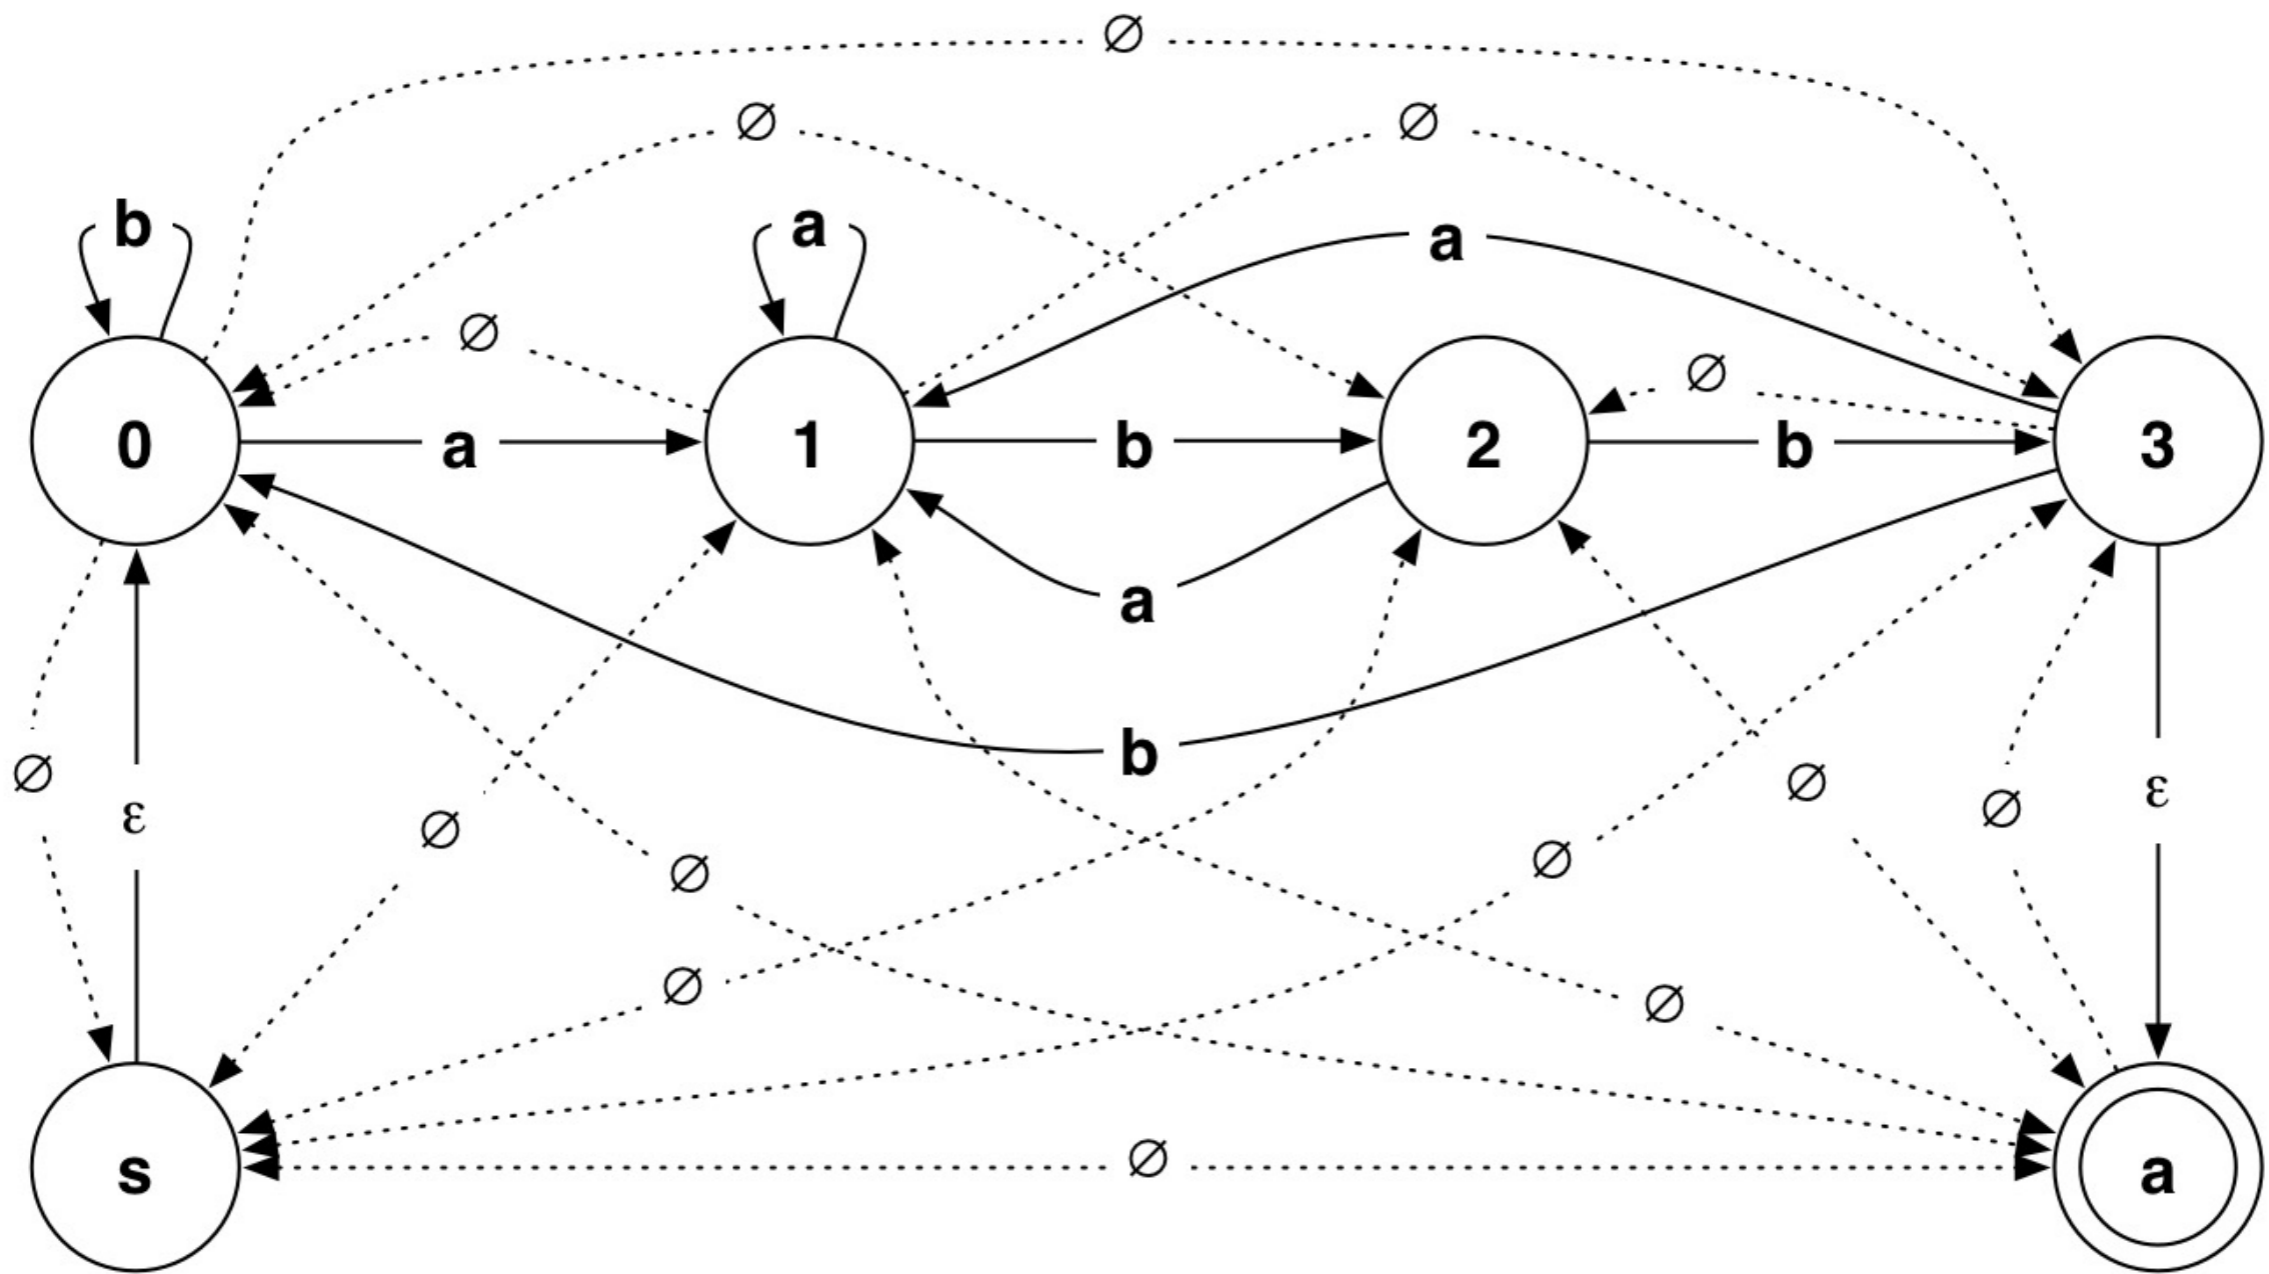 ∅
∅ ∅
b a a
∅ ∅
0 a 1 b 2 b 3
a
b
∅ ε ∅ ∅ ∅ ∅ ε
∅ ∅
∅ ∅
s ∅ a